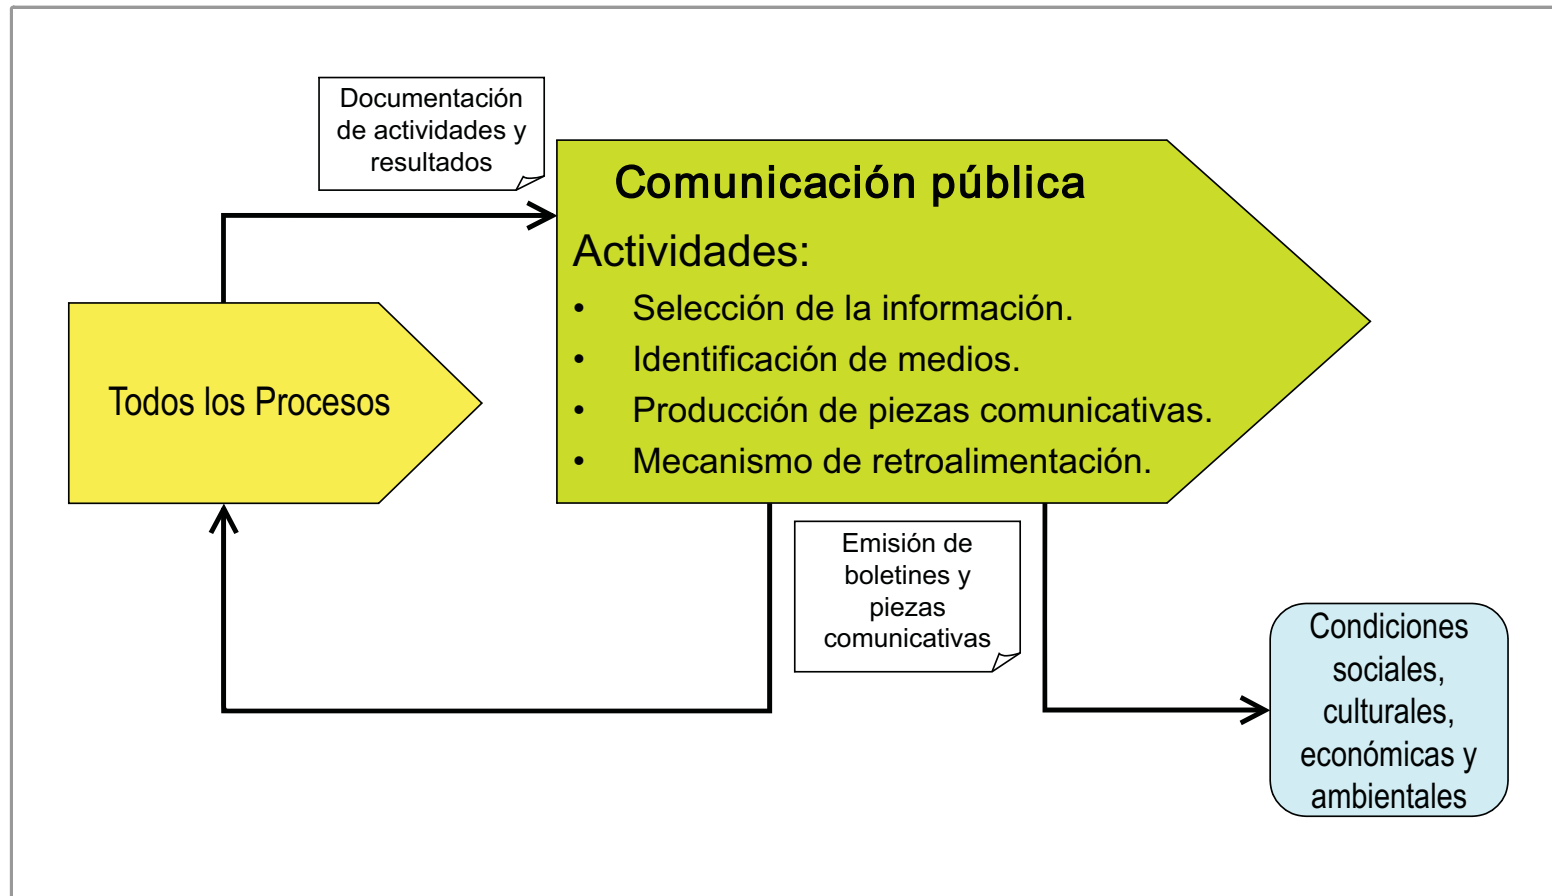 Documentación
de actividades y
resultados
Comunicación pública
Actividades:
• Selección de la información.
• Identificación de medios.
• Producción de piezas comunicativas.
• Mecanismo de retroalimentación.
Todos los Procesos
Emisión de
boletines y
piezas
comunicativas
Condiciones
sociales,
culturales,
económicas y
ambientales